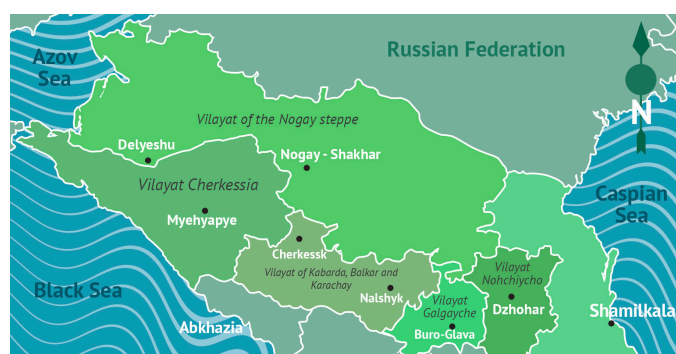 Russian Federation
Azov
Sea
N
Vilayat of the Nogay steppe
Delyeshu
Nogay - Shakhar
Vilayat Cherkessia
Caspian
Sea
Myehyapye
Cherkessk
Vilayat of Kabarda, Balkar and
Karachay
Vilayat
Nohchiycho
Black Sea
Nalshyk
Vilayat
Galgayche
Dzhohar
Shamilkala
Abkhazia
Buro-Glava